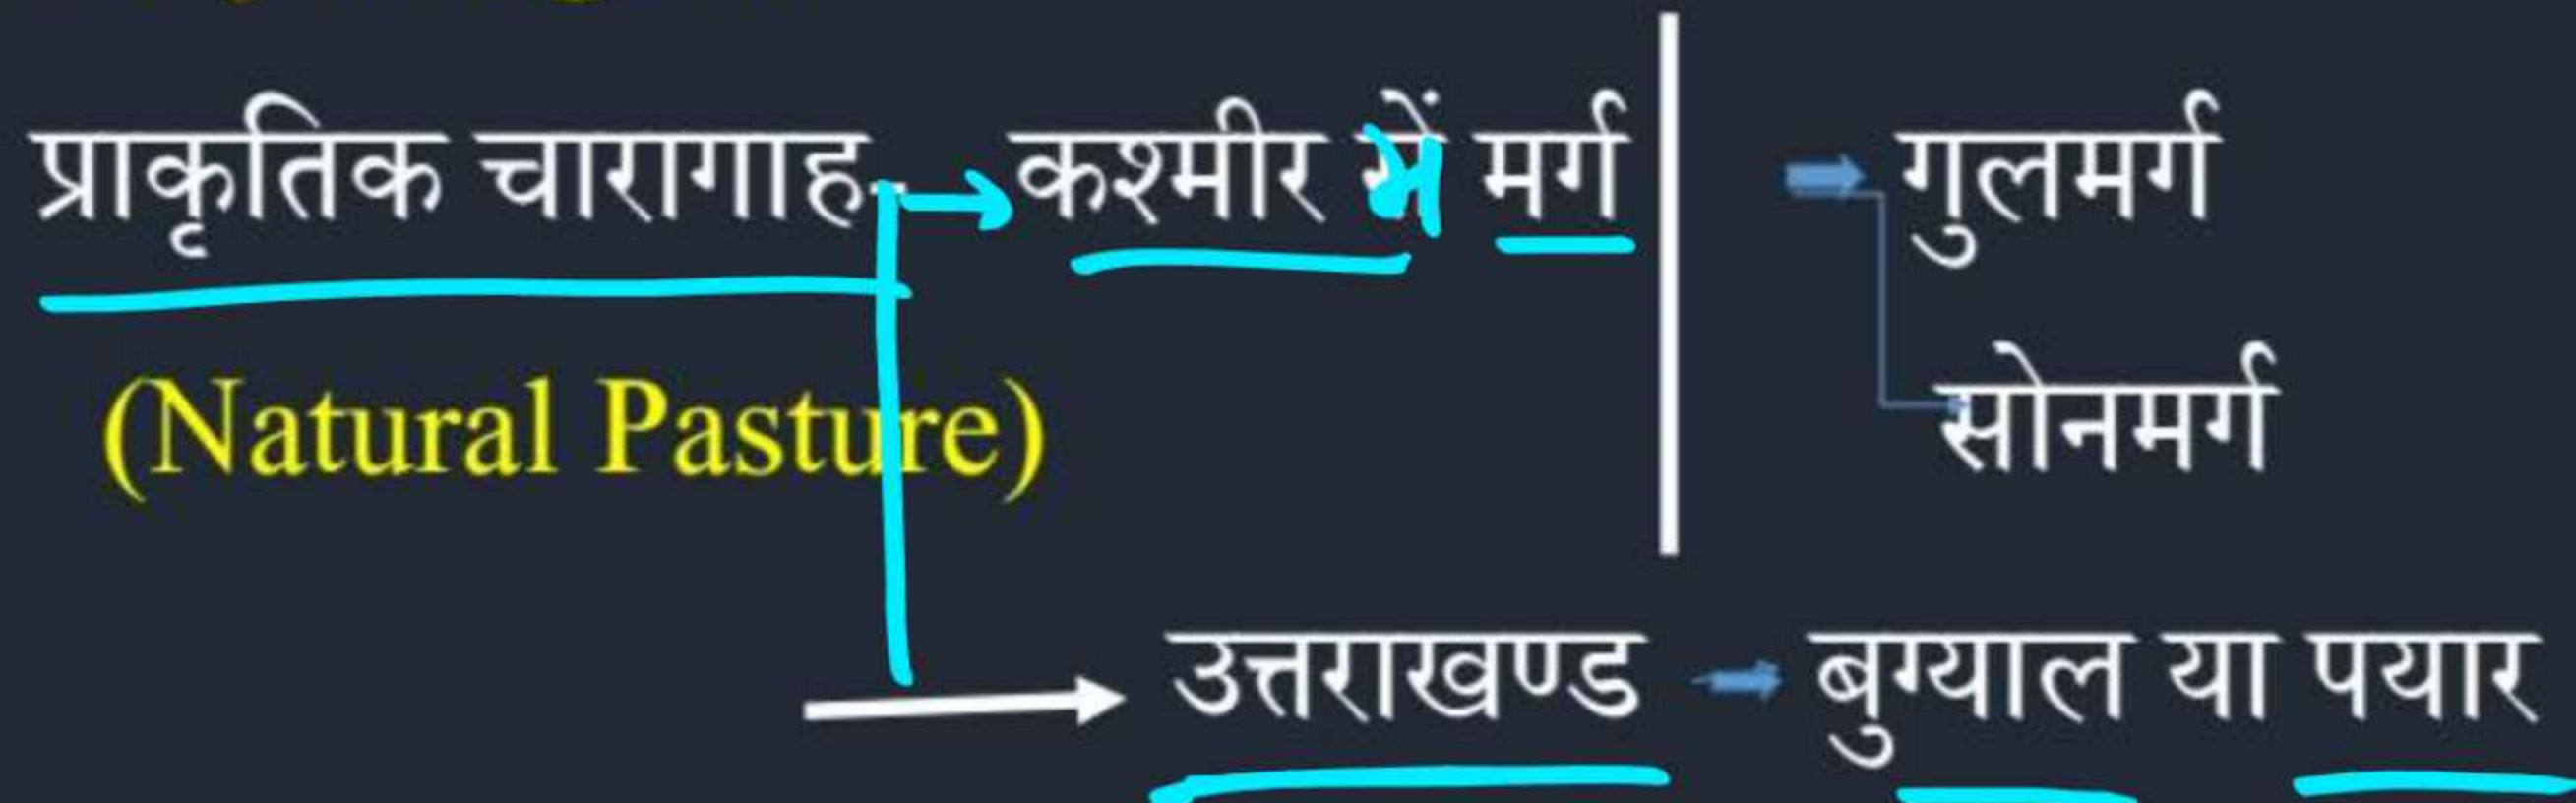 प्राकृतिक चारागाह- कश्मीर में मर्ग गुलमर्ग
(Natural Pasture) सोनमर्ग
उत्तराखण्ड बुग्याल या पयार